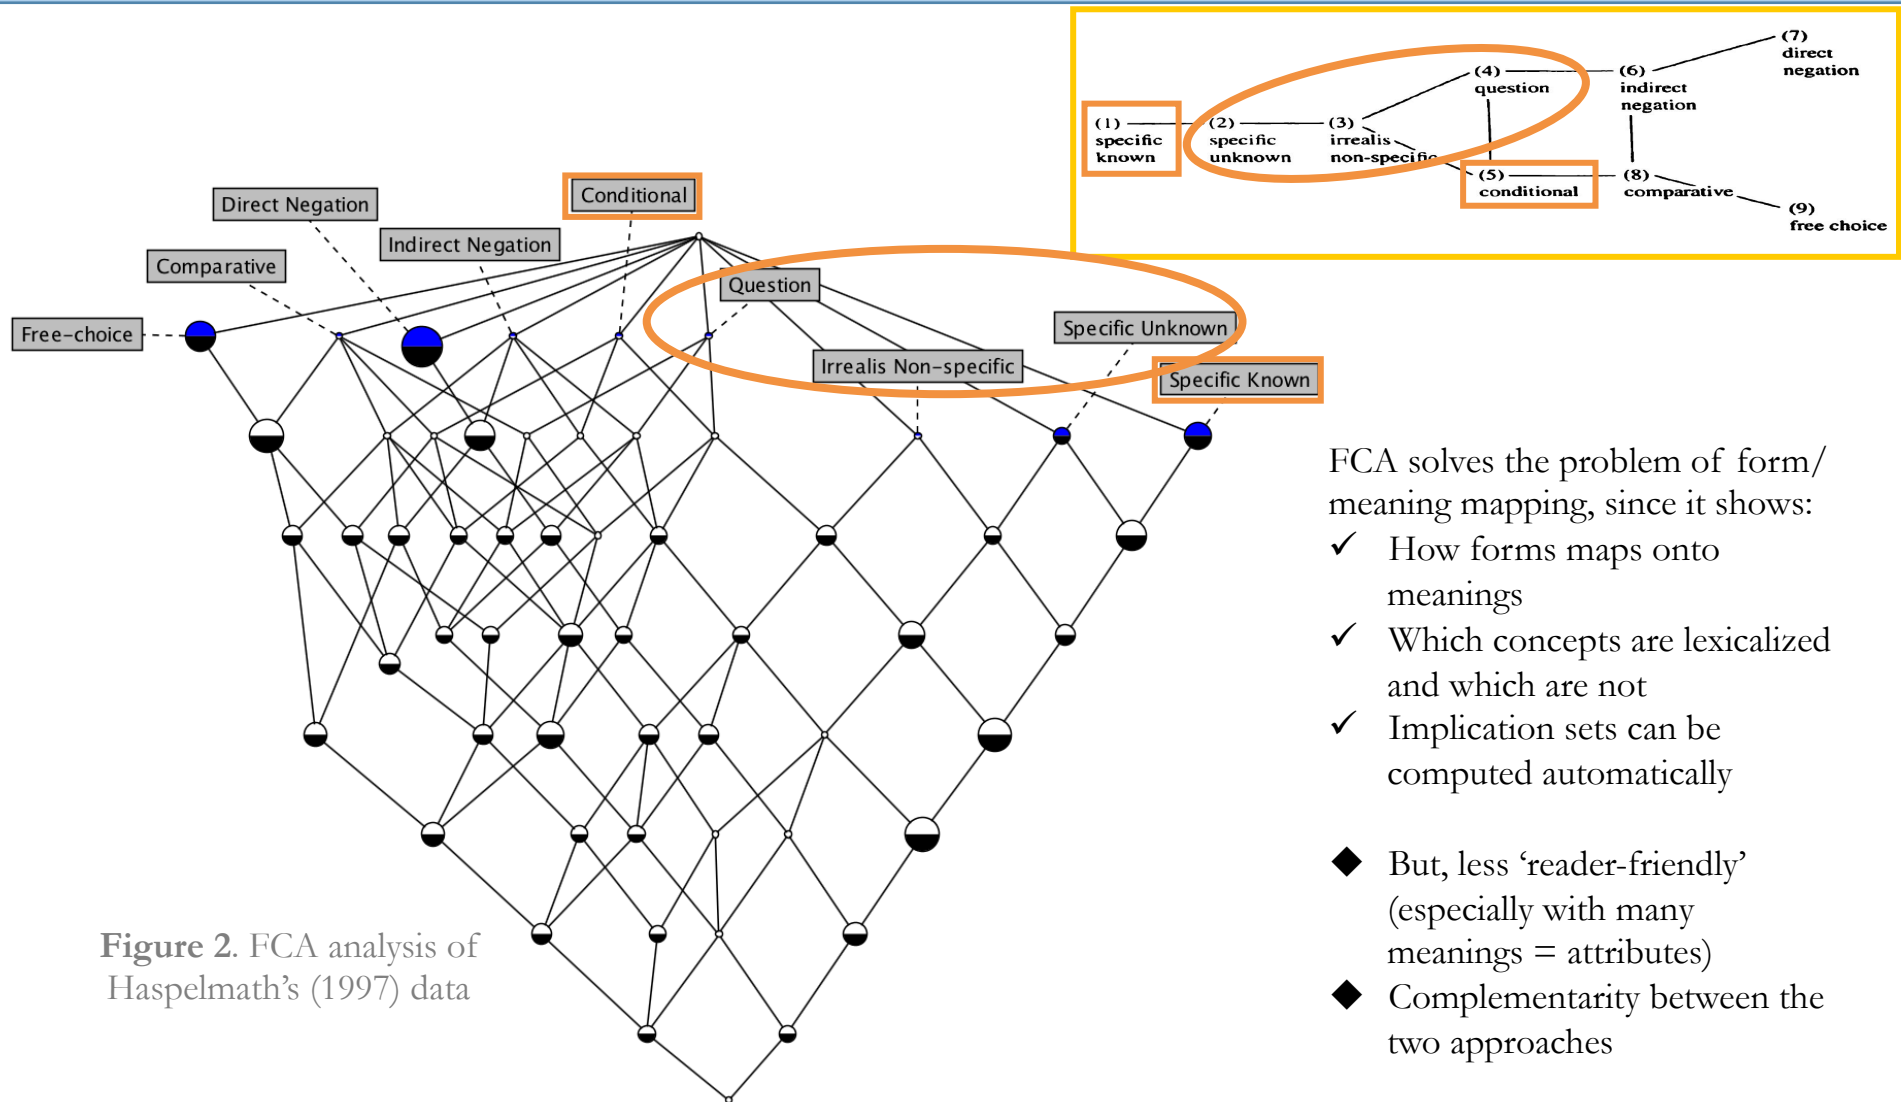 (7)
direct
negation
(4)
question
(6)
indirect
negation
(1)
specific
known
(2)
specific
unknown
(3)
irrealis
non-specific
(5)
conditional
(8)
comparative
(9)
free choice
Conditional
Direct Negation
Indirect Negation
Comparative
Question
Free-choice
Specific Unknown
Irrealis Non-specific
Specific Known
FCA solves the problem of form/
meaning mapping, since it shows:
✓ How forms maps onto
meanings
✓ Which concepts are lexicalized
and which are not
✓ Implication sets can be
computed automatically
◆ But, less ‘reader-friendly’
(especially with many
meanings = attributes)
◆ Complementarity between the
two approaches
Figure 2. FCA analysis of
Haspelmath’s (1997) data